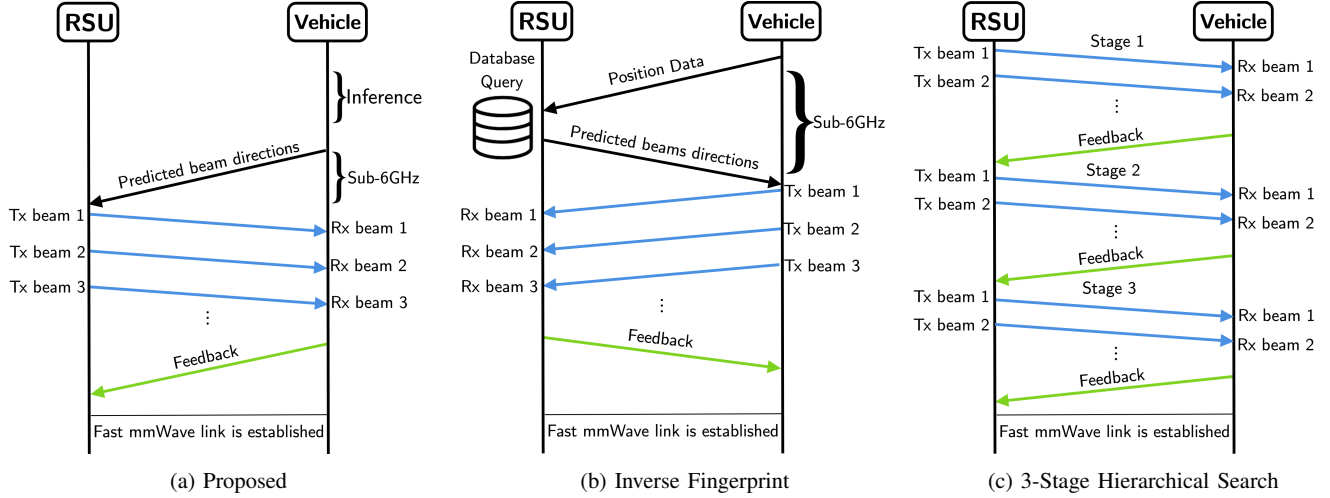 RSU
Vehicle
Inference
Predicted beam directions
Sub-6GHz
Tx beam 1
Rx beam 1
Tx beam 2
Rx beam 2
Tx beam 3
Rx beam 3
⋮
Feedback
Fast mmWave link is established
(a) Proposed
RSU
Vehicle
Database
Query
Position Data
Sub-6GHz
Predicted beams directions
Tx beam 1
Rx beam 1
Tx beam 2
Rx beam 2
Tx beam 3
Rx beam 3
⋮
Feedback
Fast mmWave link is established
(b) Inverse Fingerprint
RSU
Vehicle
Stage 1
Tx beam 1
Rx beam 1
Tx beam 2
Rx beam 2
⋮
Feedback
Stage 2
Tx beam 1
Rx beam 1
Tx beam 2
Rx beam 2
⋮
Feedback
Stage 3
Tx beam 1
Rx beam 1
Tx beam 2
Rx beam 2
⋮
Feedback
Fast mmWave link is established
(c) 3-Stage Hierarchical Search